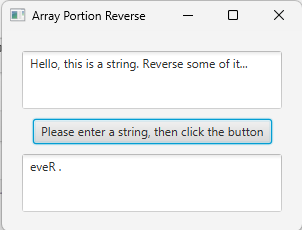 Array Portion Reverse
Hello, this is a string. Reverse some of it...
Please enter a string, then click the button
eveR .